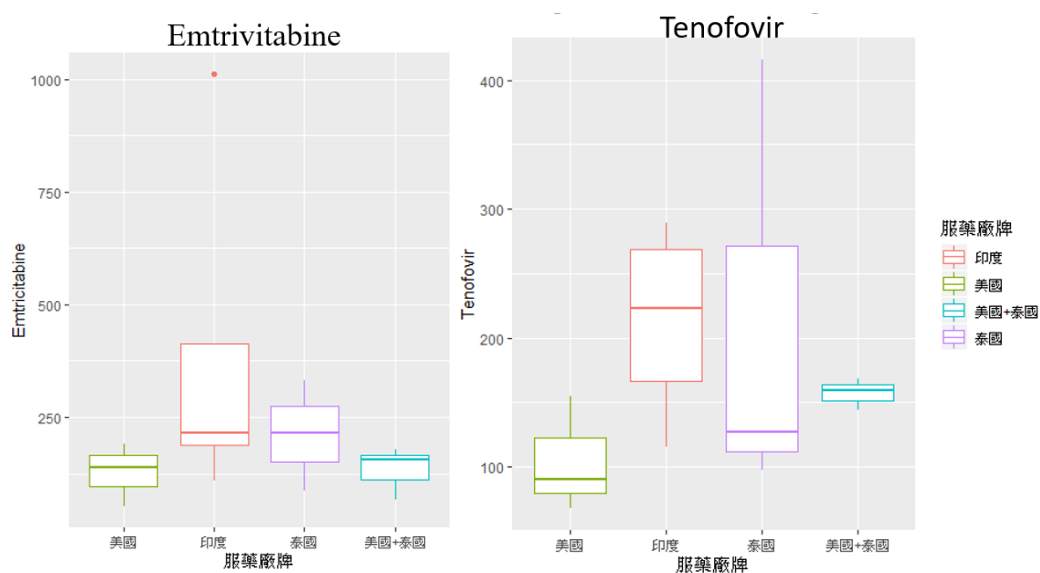 Emtrivitabine
Emtricitabine
1000
750
500
250
美國
印度
泰國
美國+泰國
服藥廠牌
Tenofovir
Tenofovir
400
300
200
100
美國
印度
泰國
美國+泰國
服藥廠牌
服藥廠牌
印度
美國
美國+泰國
泰國